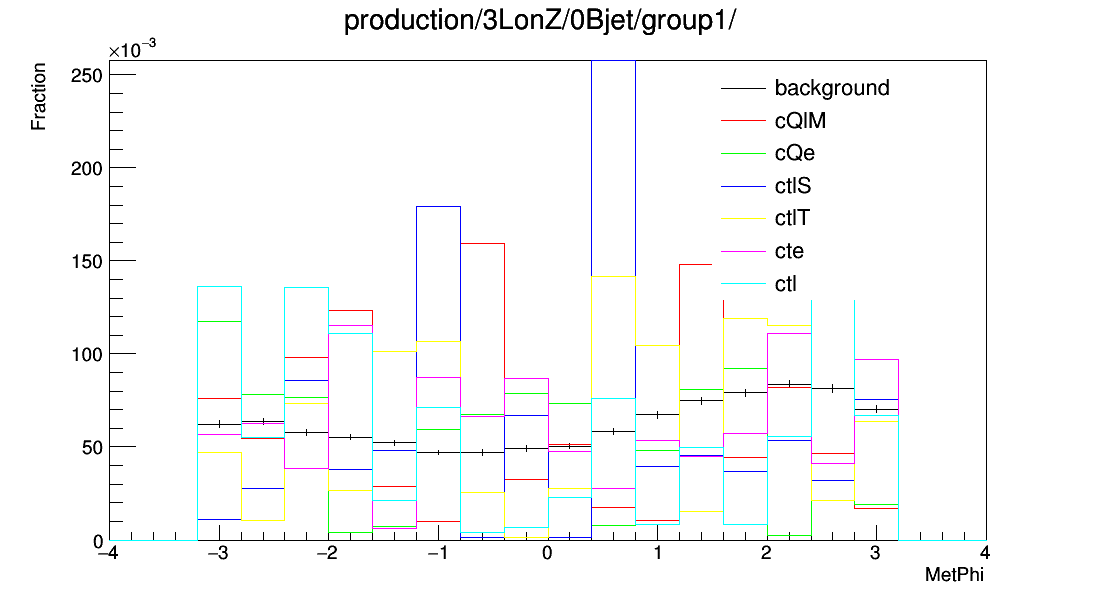 production/3LonZ/0Bjet/group1/
×10⁻³
Fraction
250
200
150
100
50
0
background
cQlM
cQe
ctlS
ctlT
cte
ctl
−4 −3 −2 −1 0 1 2 3 4
MetPhi